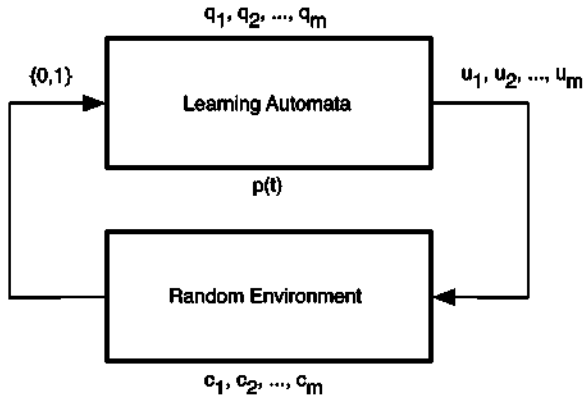 q1, q2, ..., qm
{0,1}
Learning Automata
u1, u2, ..., um
p(t)
Random Environment
c1, c2, ..., cm